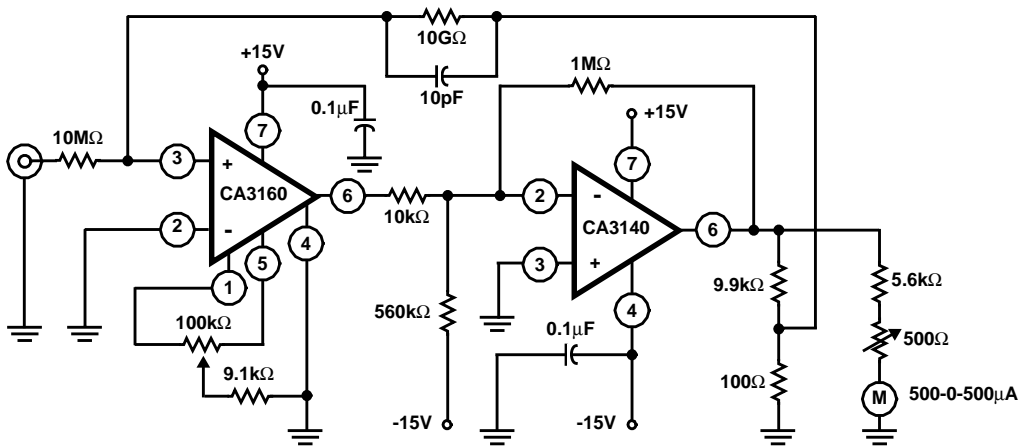 10GΩ
10pF
+15V
0.1μF
1MΩ
+15V
10MΩ
3
+
7
CA3160
6
10kΩ
2
-
4
5
1
100kΩ
9.1kΩ
560kΩ
-15V
2
-
7
CA3140
6
3
+
4
0.1μF
-15V
9.9kΩ
100Ω
5.6kΩ
500Ω
M
500-0-500μA